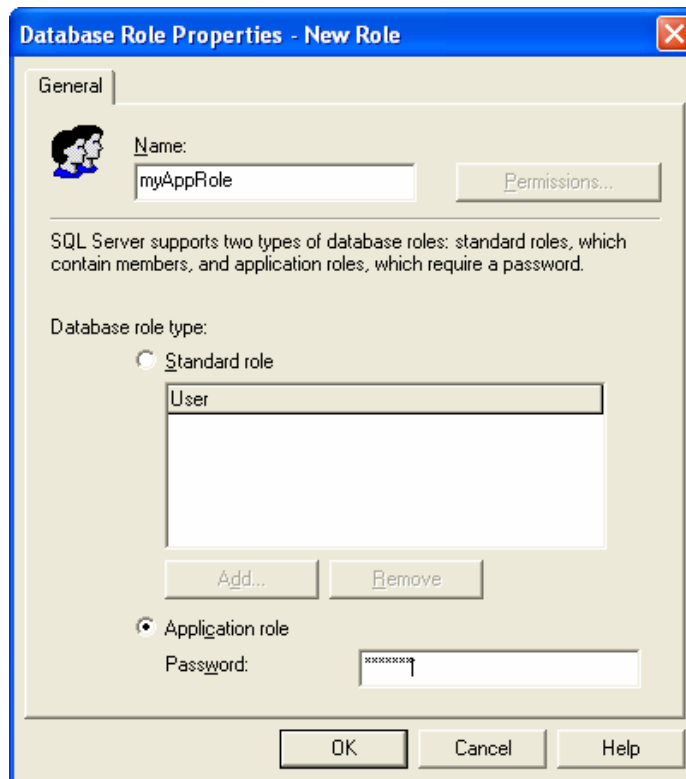 Database Role Properties - New Role
General
Name:
myAppRole
Permissions...
SQL Server supports two types of database roles: standard roles, which
contain members, and application roles, which require a password.
Database role type:
Standard role
User
Add...
Remove
Application role
Password:
*******
OK
Cancel
Help